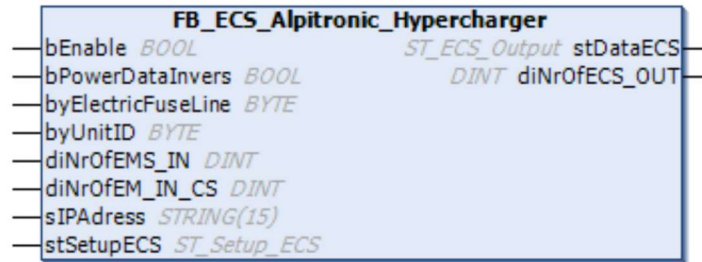 FB_ECS_Alpitronic_Hypercharger
bEnable BOOL ST_ECS_Output stDataECS
bPowerDataInvers BOOL DINT diNrOfECS_OUT
byElectricFuseLine BYTE
byUnitID BYTE
diNrOfEMS_IN DINT
diNrOfEM_IN_CS DINT
sIPAdress STRING(15)
stSetupECS ST_Setup_ECS